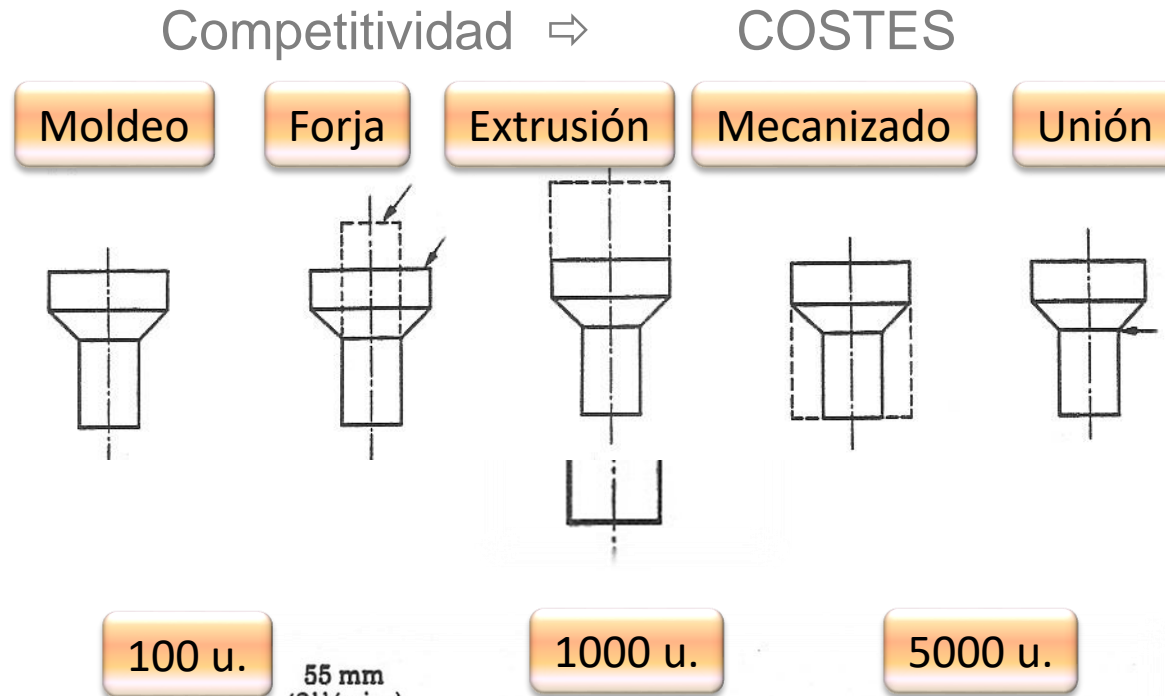 Competitividad ⇨ COSTES
Moldeo Forja Extrusión Mecanizado Unión
100 u. 1000 u. 5000 u.
55 mm